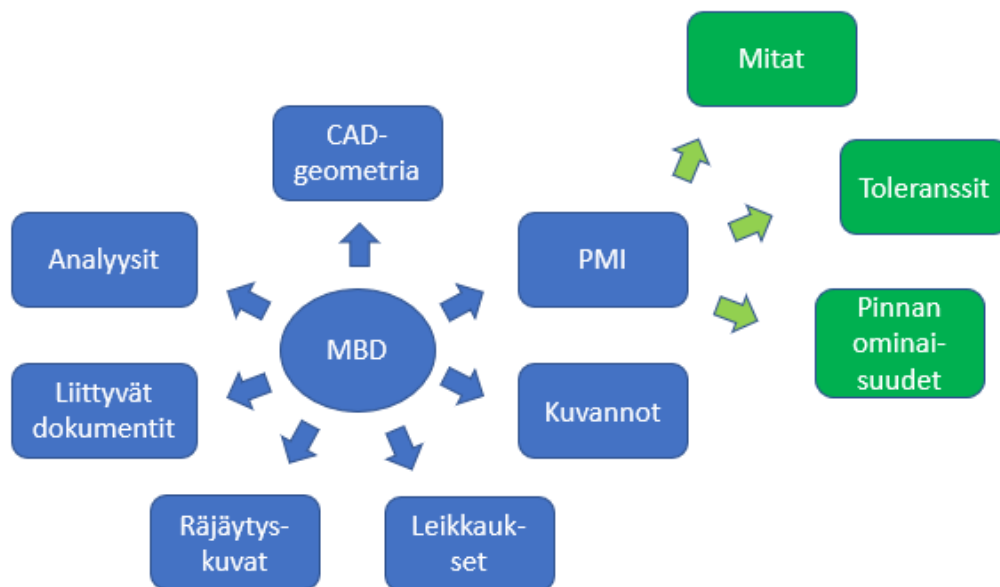 Mitat
CAD-
geometria
Toleranssit
Analyysit
PMI
Pinnan
ominai-
suudet
MBD
Liittyvät
dokumentit
Kuvannot
Räjäytys-
kuvat
Leikkauk-
set